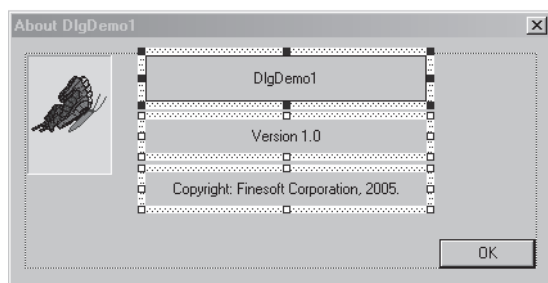 About DlgDemo1
DlgDemo1
Version 1.0
Copyright: Finesoft Corporation, 2005.
OK